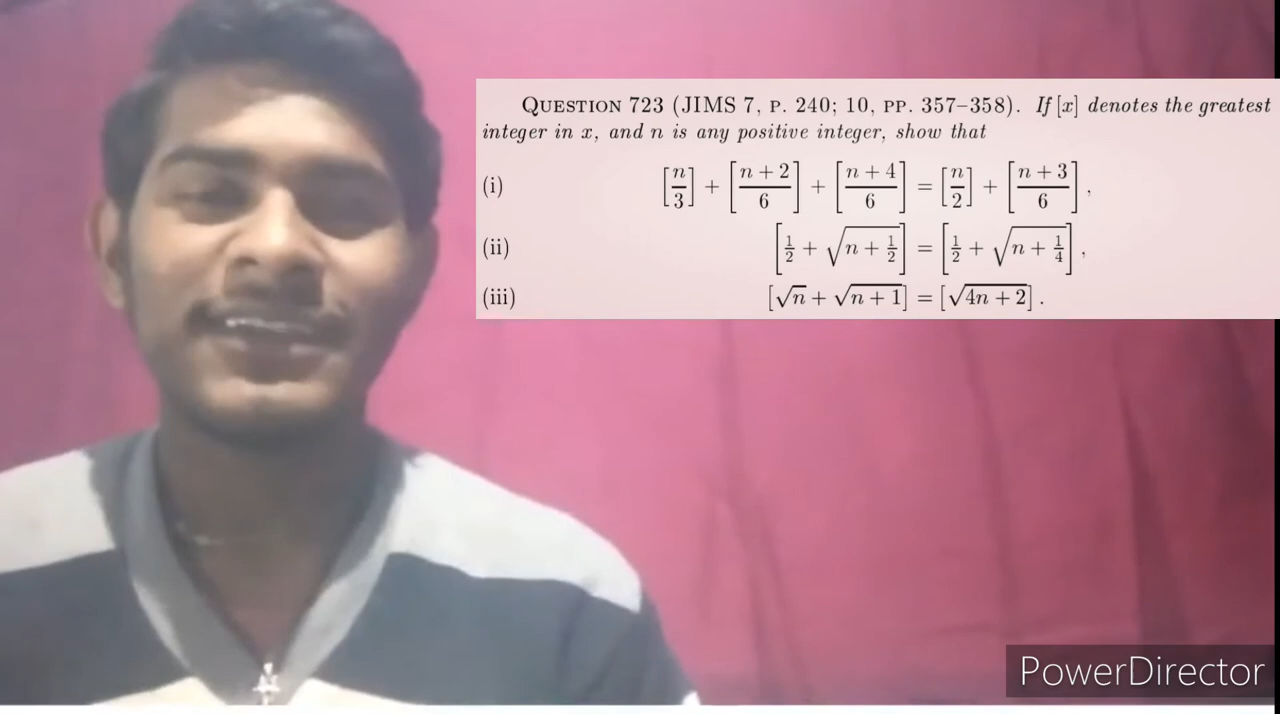 QUESTION 723 (JIMS 7, P. 240; 10, PP. 357–358). If [x] denotes the greatest
integer in x, and n is any positive integer, show that
(i) [n/3] + [(n + 2)/6] + [(n + 4)/6] = [n/2] + [(n + 3)/6] ,
(ii) [1/2 + √(n + 1/2)] = [1/2 + √(n + 1/4)] ,
(iii) [√n + √(n + 1)] = [√(4n + 2)] .
PowerDirector